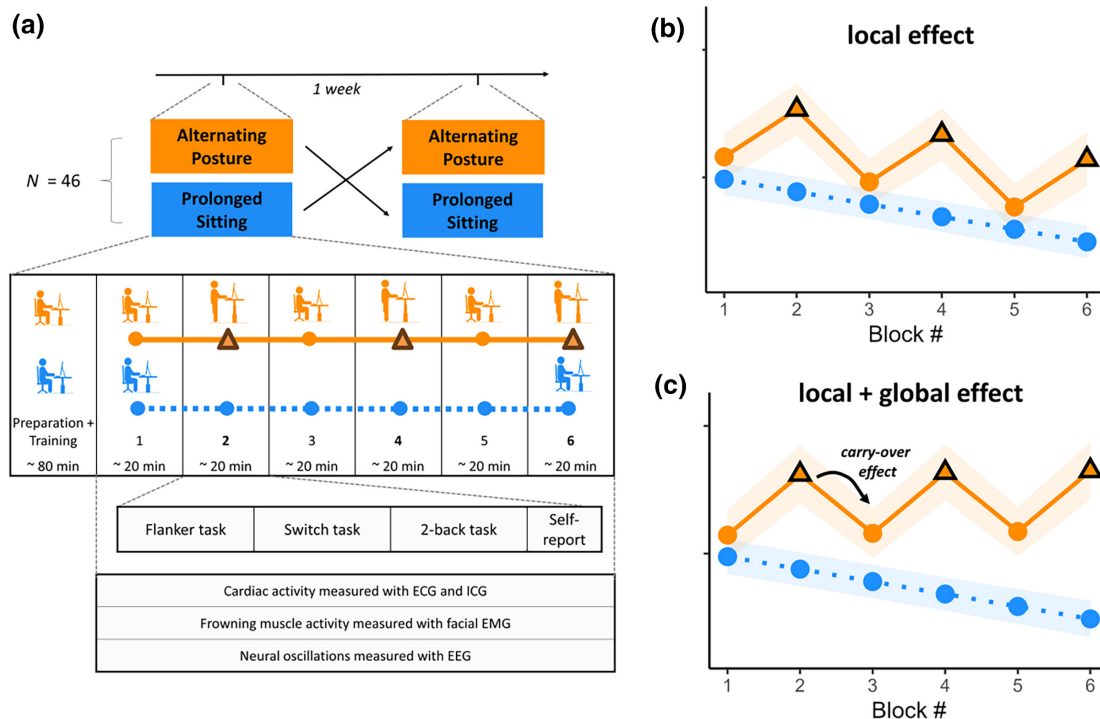 (a)
1 week
N = 46
Alternating
Posture
Prolonged
Sitting
Alternating
Posture
Prolonged
Sitting
Preparation +
Training
~ 80 min
1
~ 20 min
2
~ 20 min
3
~ 20 min
4
~ 20 min
5
~ 20 min
6
~ 20 min
Flanker task
Switch task
2-back task
Self-
report
Cardiac activity measured with ECG and ICG
Frowning muscle activity measured with facial EMG
Neural oscillations measured with EEG
(b)
local effect
1 2 3 4 5 6
Block #
(c)
local + global effect
carry-over
effect
1 2 3 4 5 6
Block #